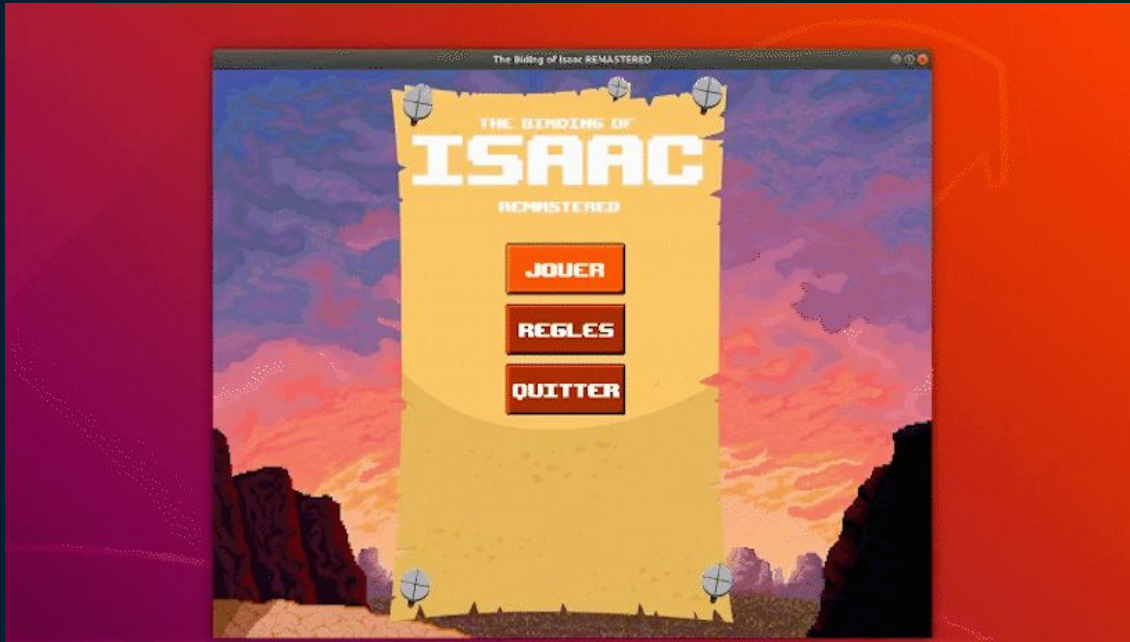 The Biding of Isaac REMASTERED
THE BINDING OF
ISAAC
REMASTERED
JOUER
REGLES
QUITTER